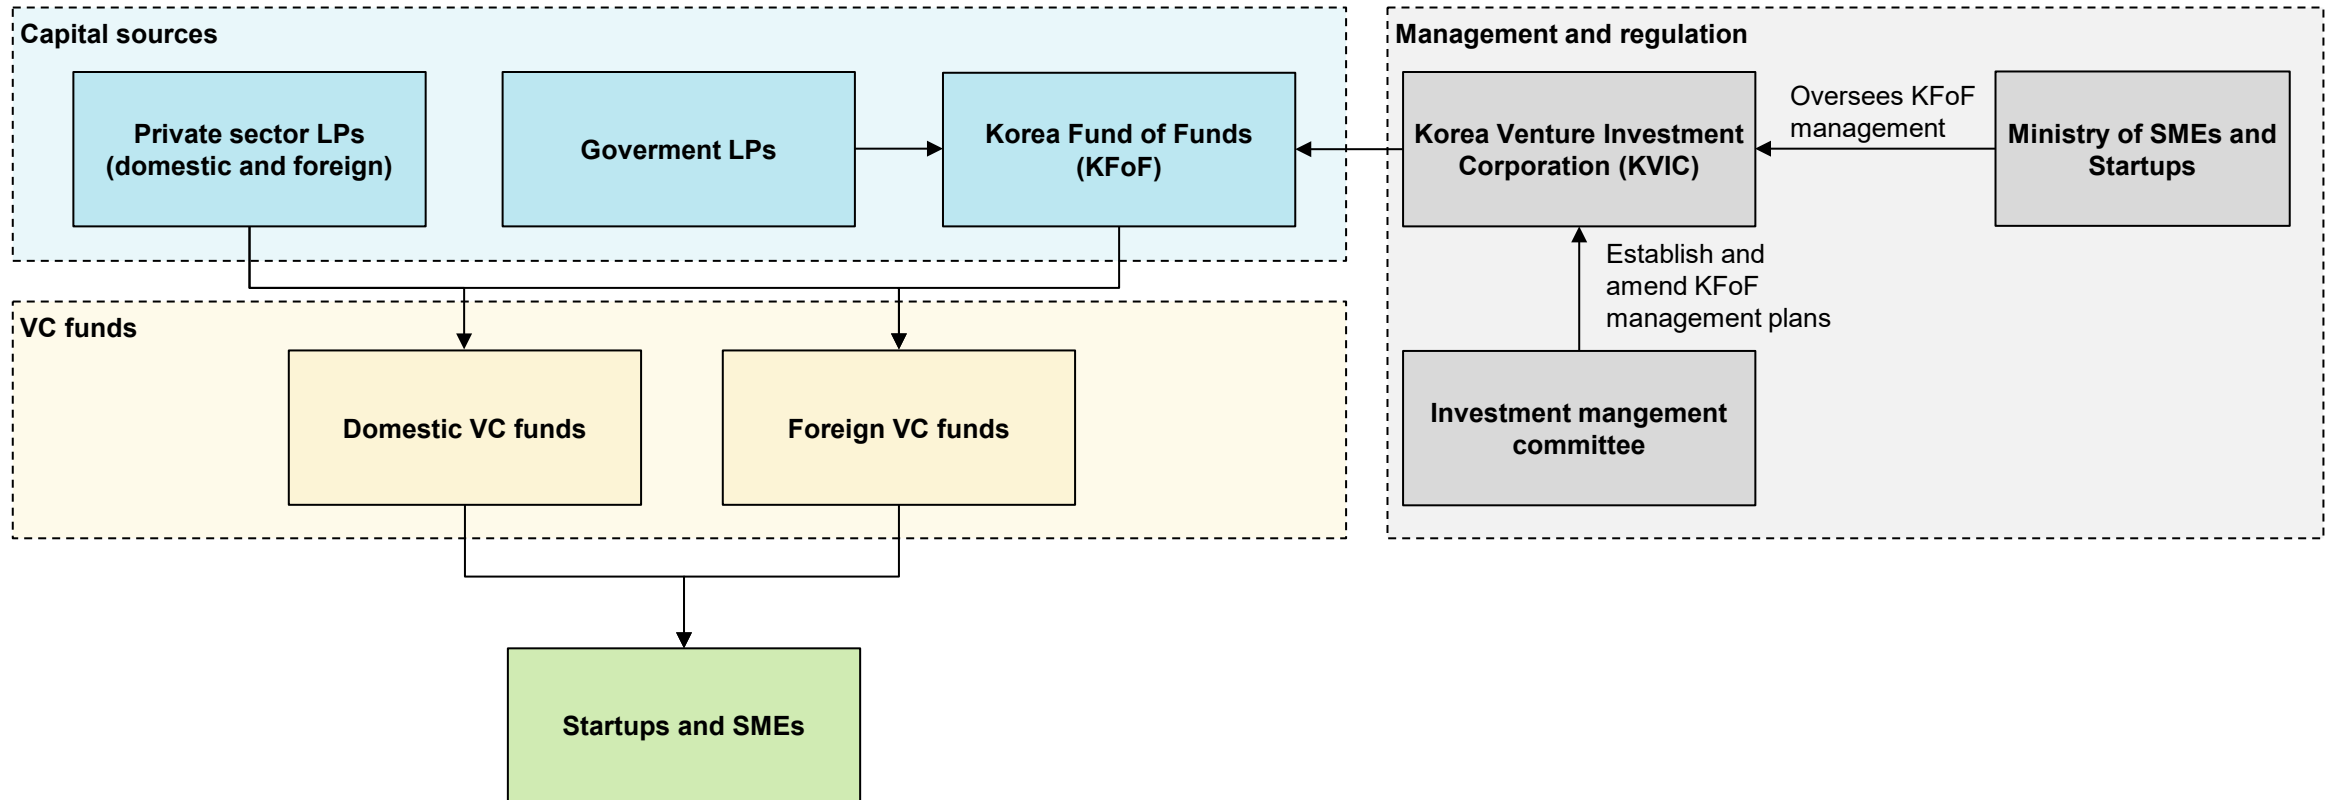 Capital sources
Private sector LPs
(domestic and foreign)
Goverment LPs
Korea Fund of Funds
(KFoF)
Management and regulation
Korea Venture Investment
Corporation (KVIC)
Oversees KFoF
management
Ministry of SMEs and
Startups
Establish and
amend KFoF
management plans
Investment mangement
committee
VC funds
Domestic VC funds
Foreign VC funds
Startups and SMEs